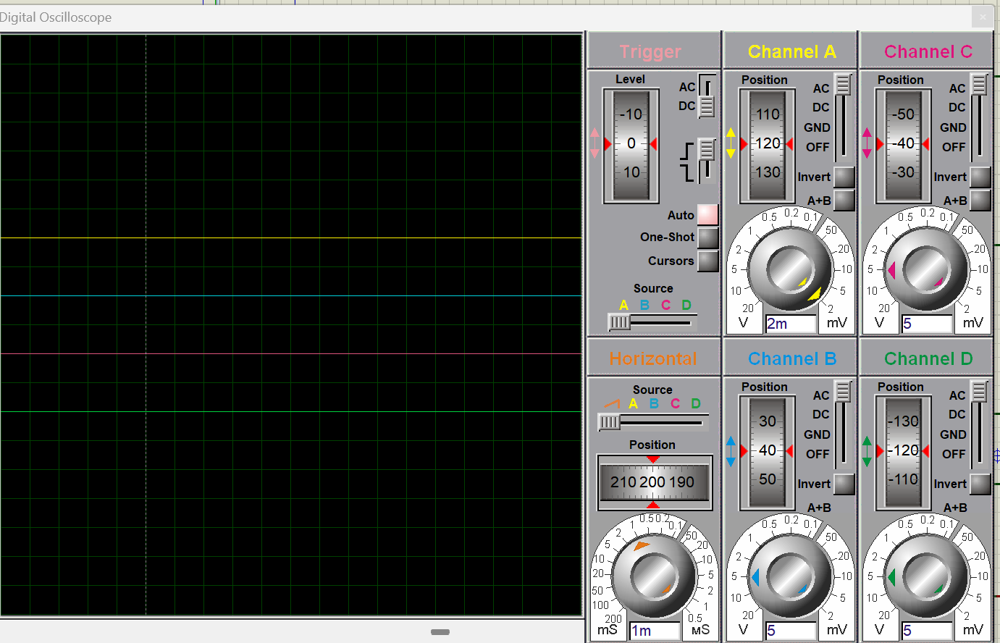 Digital Oscilloscope
Trigger
Level
AC
DC
-10
0
10
Auto
One-Shot
Cursors
Source
A B C D
Channel A
Position
AC
DC
GND
OFF
110
120
130
Invert
A+B
0.5 0.2 0.1
1 50
2 20
5 10
10 5
20 2
V 2m mV
Channel C
Position
AC
DC
GND
OFF
-50
-40
-30
Invert
A+B
0.5 0.2 0.1
1 50
2 20
5 10
10 5
20 2
V 5 mV
Horizontal
Source
A B C D
Position
210 200 190
1 0.5 0.2 0.1
2 50
5 20
10 10
20 5
50 2
100 1
200 0.5
mS 1m мS
Channel B
Position
AC
DC
GND
OFF
30
40
50
Invert
A+B
0.5 0.2 0.1
1 50
2 20
5 10
10 5
20 2
V 5 mV
Channel D
Position
AC
DC
GND
OFF
-130
-120
-110
Invert
A+B
0.5 0.2 0.1
1 50
2 20
5 10
10 5
20 2
V 5 mV